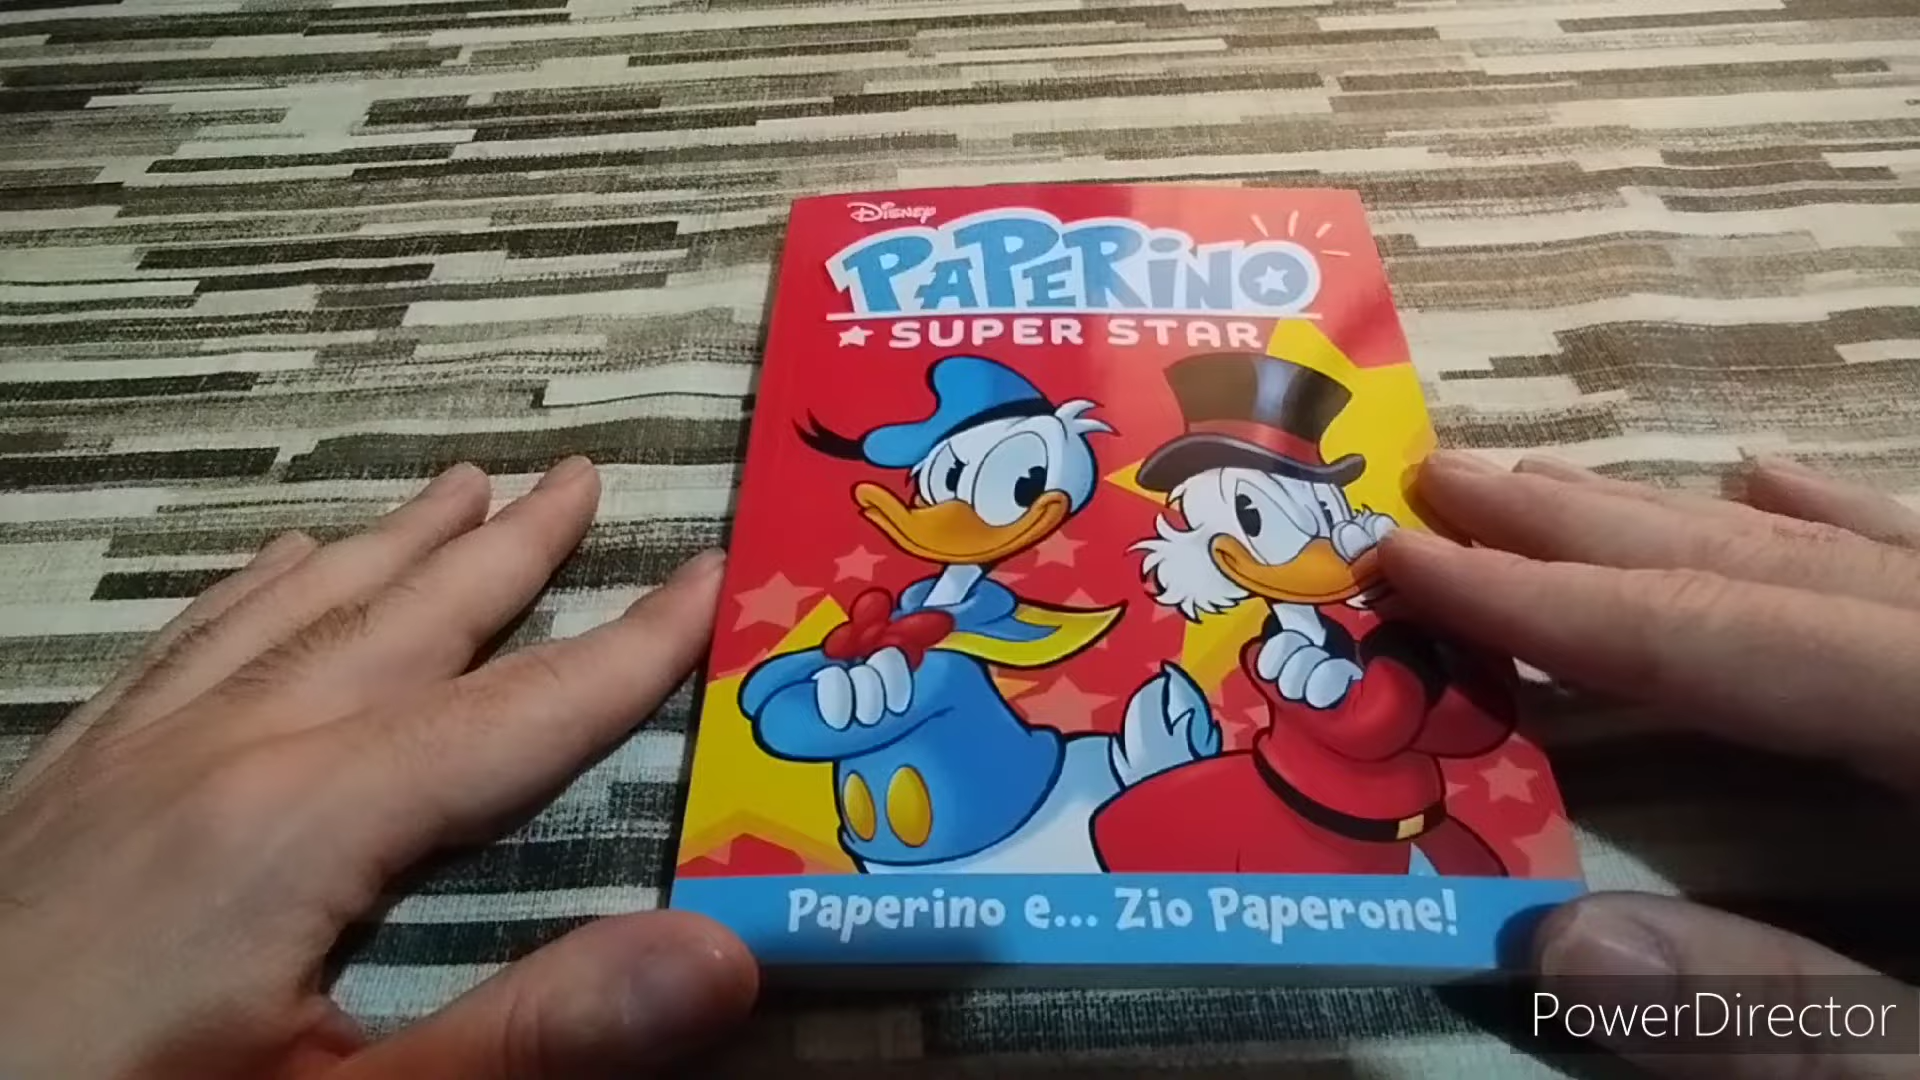 Disney
PAPERiNO
SUPER STAR
Paperino e... Zio Paperone!
PowerDirector